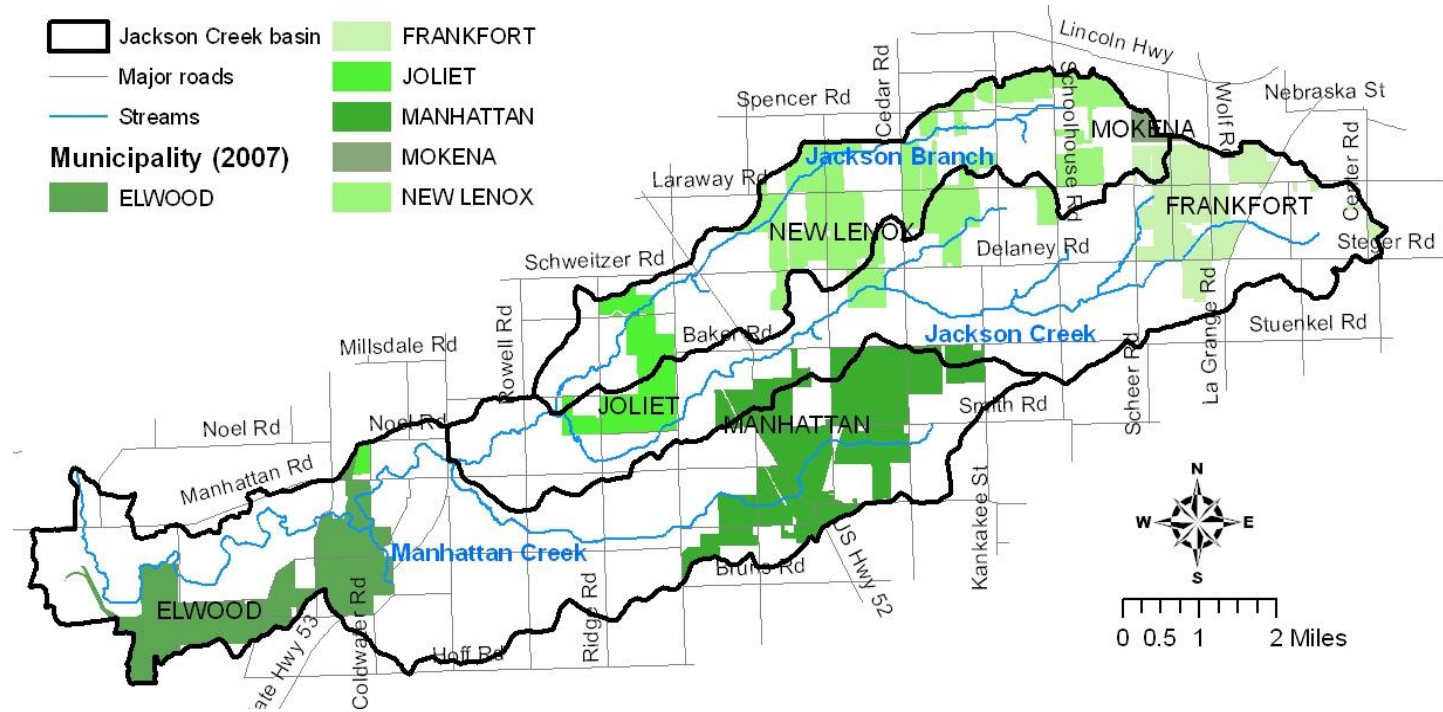 Jackson Creek basin
Major roads
Streams
Municipality (2007)
ELWOOD
FRANKFORT
JOLIET
MANHATTAN
MOKENA
NEW LENOX
Lincoln Hwy
Cedar Rd
Schoolhouse Rd
Spencer Rd
Wolf Rd
Nebraska St
MOKENA
Center Rd
Jackson Branch
Laraway Rd
FRANKFORT
NEW LENOX
Delaney Rd
Steger Rd
Schweitzer Rd
La Grange Rd
Rowell Rd
Baker Rd
Jackson Creek
Stuenkel Rd
Millsdale Rd
Scheer Rd
JOLIET
Smith Rd
MANHATTAN
Noel Rd
Noel Rd
Manhattan Rd
Kankakee St
US Hwy 52
Manhattan Creek
Bruns Rd
ELWOOD
Ridge Rd
Coldwater Rd
Hoff Rd
ate Hwy 53
N
W
E
S
0 0.5 1 2 Miles